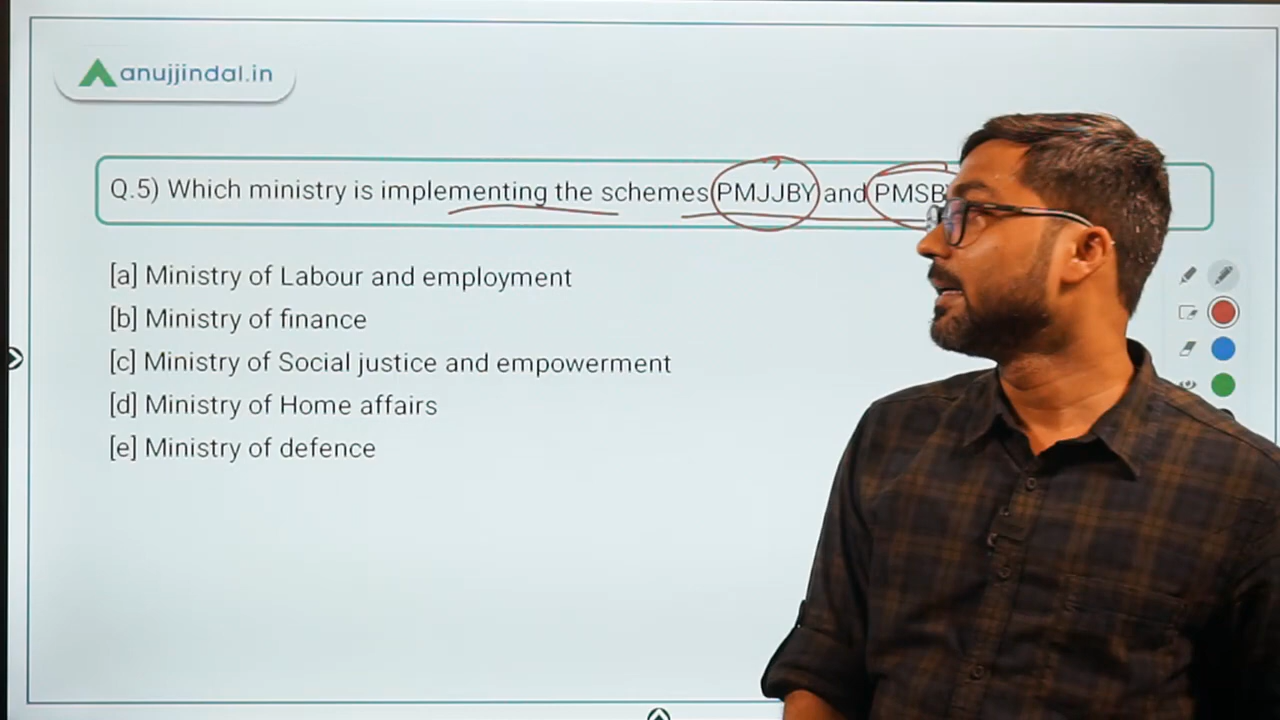 anujjindal.in
Q.5) Which ministry is implementing the schemes PMJJBY and
[a] Ministry of Labour and employment
[b] Ministry of finance
[c] Ministry of Social justice and empowerment
[d] Ministry of Home affairs
[e] Ministry of defence